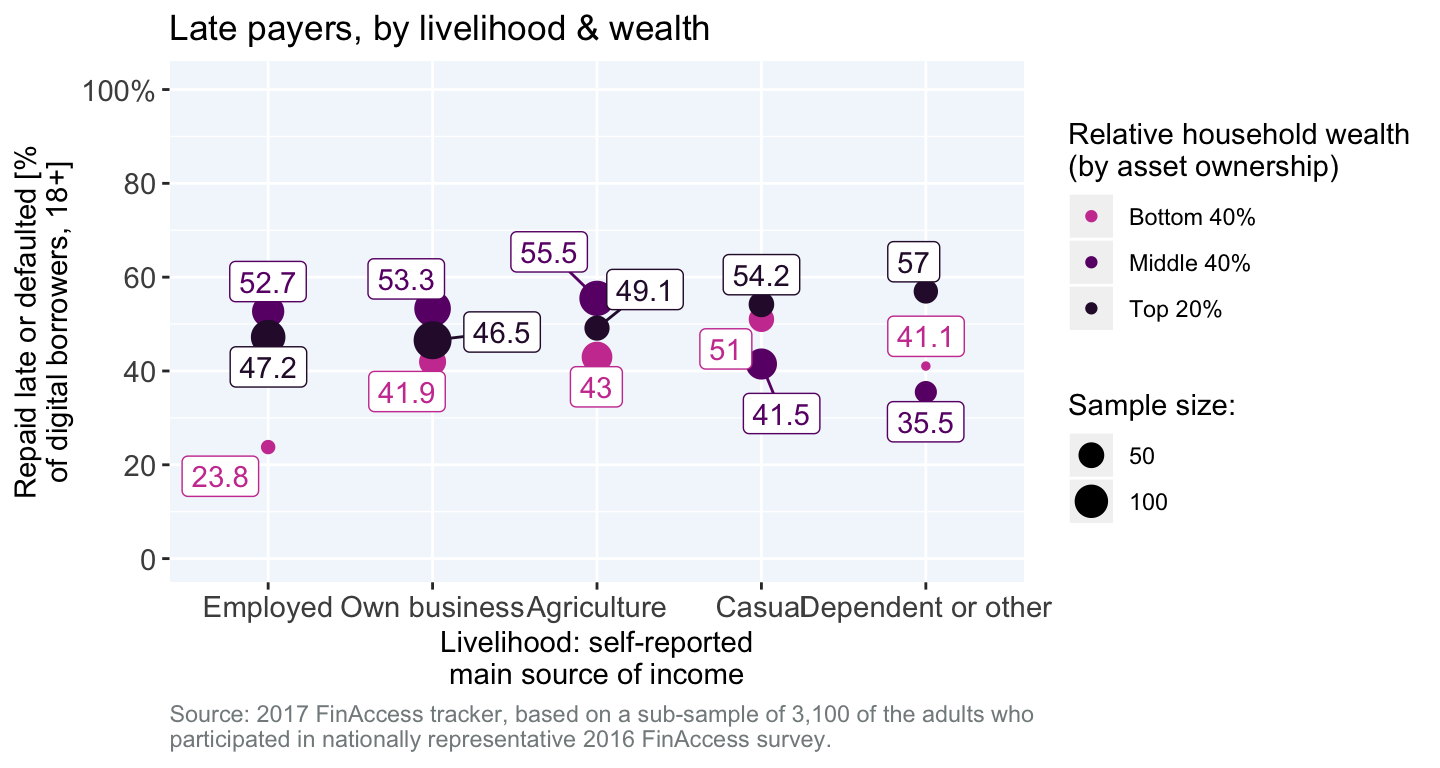 Late payers, by livelihood & wealth
Repaid late or defaulted [%
of digital borrowers, 18+]
100%
80
60
40
20
0
52.7
47.2
23.8
53.3
46.5
41.9
55.5
49.1
43
54.2
51
41.5
57
41.1
35.5
Employed
Own business
Agriculture
Casual
Dependent or other
Livelihood: self-reported
main source of income
Relative household wealth
(by asset ownership)
Bottom 40%
Middle 40%
Top 20%
Sample size:
50
100
Source: 2017 FinAccess tracker, based on a sub-sample of 3,100 of the adults who
participated in nationally representative 2016 FinAccess survey.